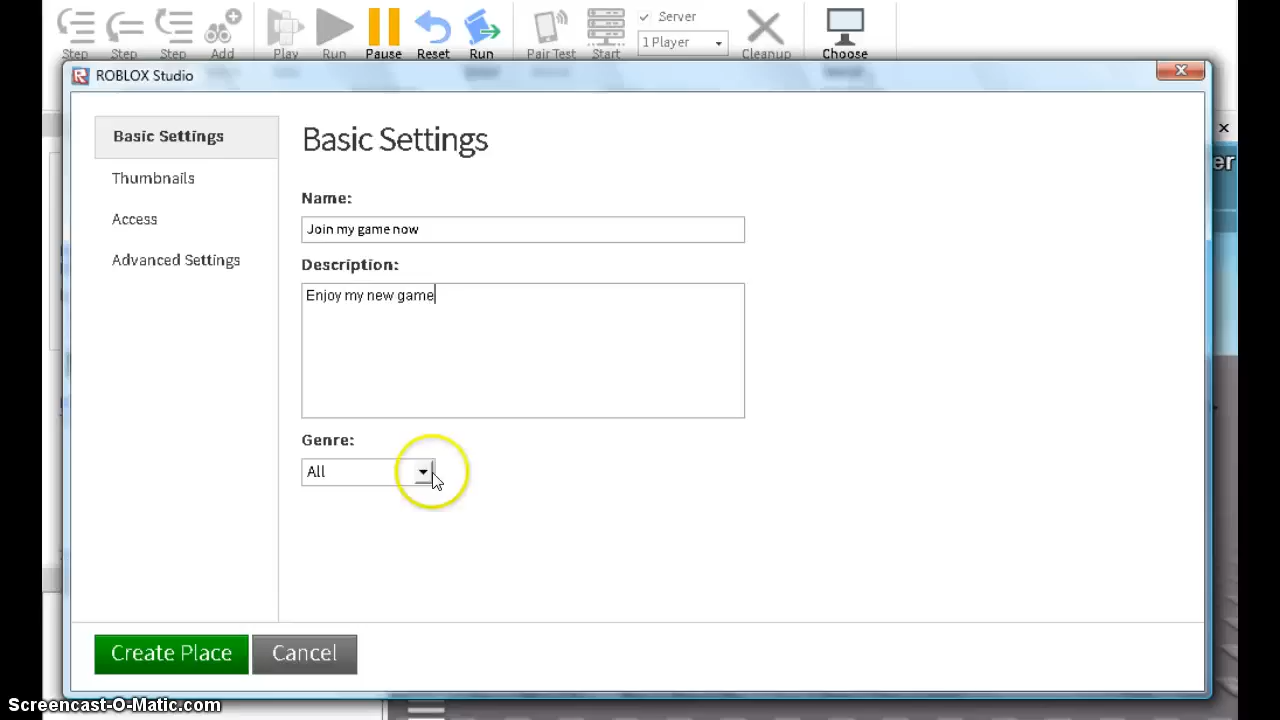 Server
1 Player
Step Step Step Add Play Run Pause Reset Run Pair Test Start Cleanup Choose
ROBLOX Studio
er
Basic Settings
Thumbnails
Access
Advanced Settings
Basic Settings
Name:
Join my game now
Description:
Enjoy my new game
Genre:
All
Create Place
Cancel
Screencast-O-Matic.com